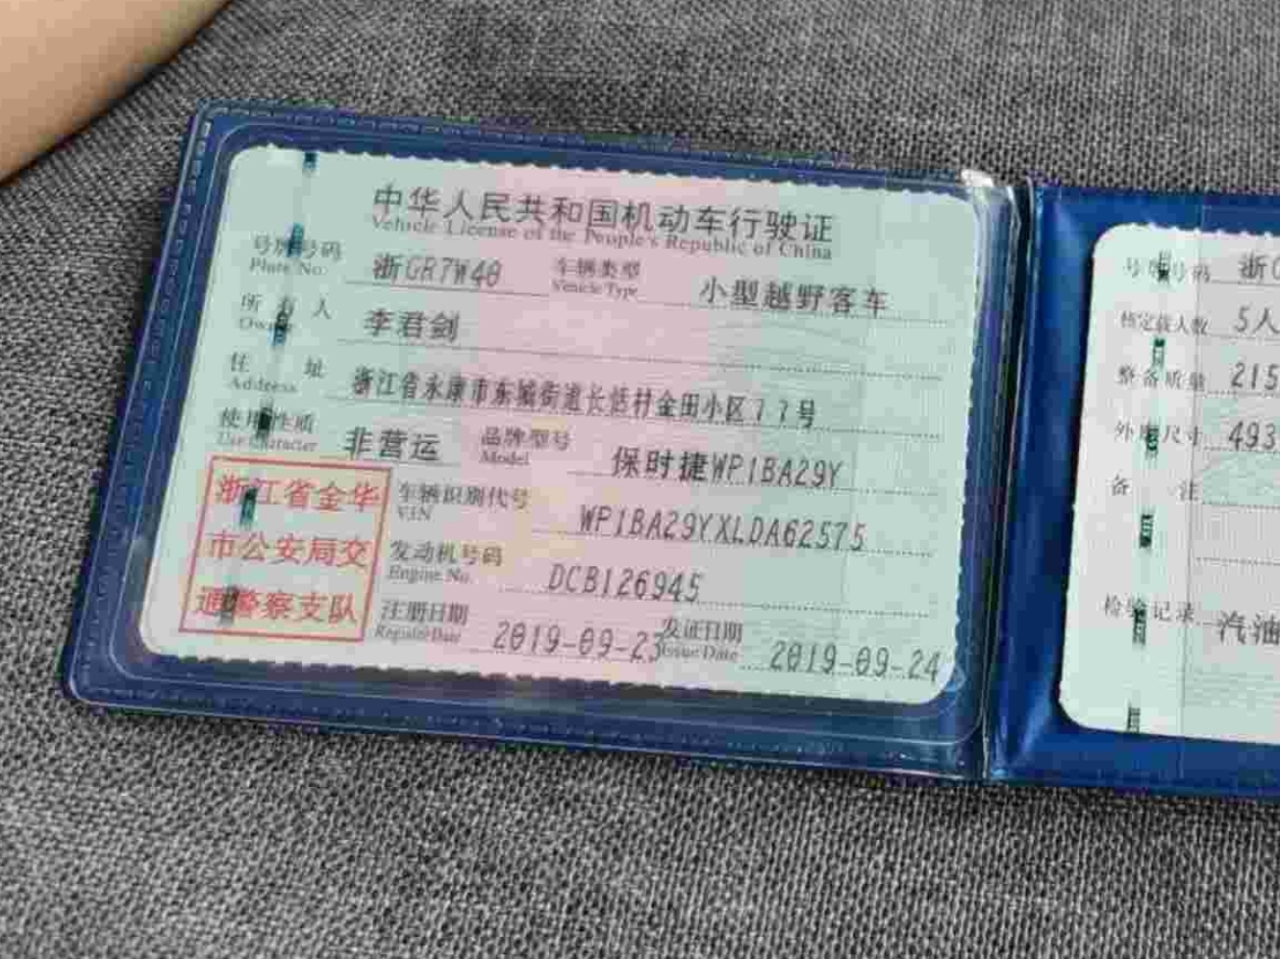 中华人民共和国机动车行驶证
Vehicle License of the People's Republic of China
号牌号码 浙GR7W48 车辆类型 小型越野客车
Plate No. Vehicle Type
所有人 李君剑
Owner
住址 浙江省永康市东城街道长恬村金田小区77号
Address
使用性质 非营运 品牌型号 保时捷WP1BA29Y
Use Character Model
浙江省金华
市公安局交
通警察支队
车辆识别代号 WP1BA29YXLDA62575
VIN
发动机号码 DCB126945
Engine No.
注册日期 2019-09-23 发证日期 2019-09-24
Register Date Issue Date
号牌号码 浙G
核定载人数 5人
整备质量 215
外廓尺寸 493
备注
检验记录 汽油